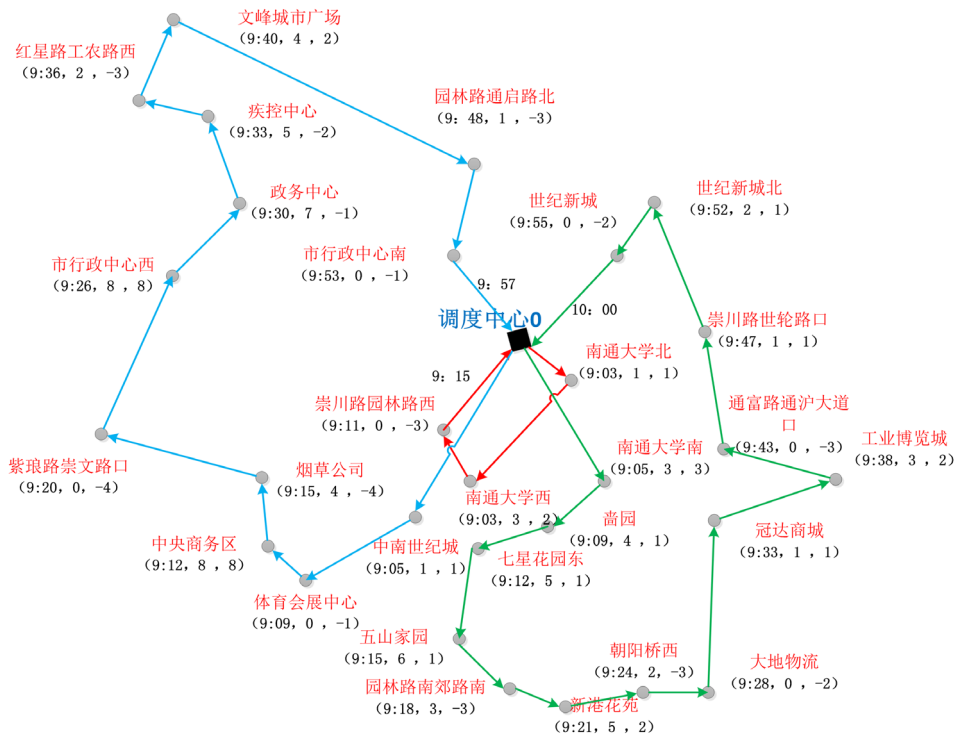 文峰城市广场
(9:40, 4 , 2)
红星路工农路西
(9:36, 2 , -3)
疾控中心
(9:33, 5 , -2)
园林路通启路北
(9: 48, 1 , -3)
政务中心
(9:30, 7 , -1)
世纪新城
(9:55, 0 , -2)
世纪新城北
(9:52, 2 , 1)
市行政中心西
(9:26, 8 , 8)
市行政中心南
(9:53, 0 , -1)
9: 57
10: 00
调度中心0
崇川路世轮路口
(9:47, 1 , 1)
南通大学北
(9:03, 1 , 1)
9: 15
崇川路园林路西
(9:11, 0 , -3)
通富路通沪大道
口
(9:43, 0 , -3)
工业博览城
(9:38, 3 , 2)
紫琅路崇文路口
(9:20, 0, -4)
烟草公司
(9:15, 4 , -4)
南通大学南
(9:05, 3 , 3)
南通大学西
(9:03, 3 , 2)
啬园
(9:09, 4 , 1)
冠达商城
(9:33, 1 , 1)
中央商务区
(9:12, 8 , 8)
中南世纪城
(9:05, 1 , 1)
七星花园东
(9:12, 5 , 1)
体育会展中心
(9:09, 0 , -1)
五山家园
(9:15, 6 , 1)
朝阳桥西
(9:24, 2, -3)
大地物流
(9:28, 0 , -2)
园林路南郊路南
(9:18, 3, -3)
新港花苑
(9:21, 5 , 2)